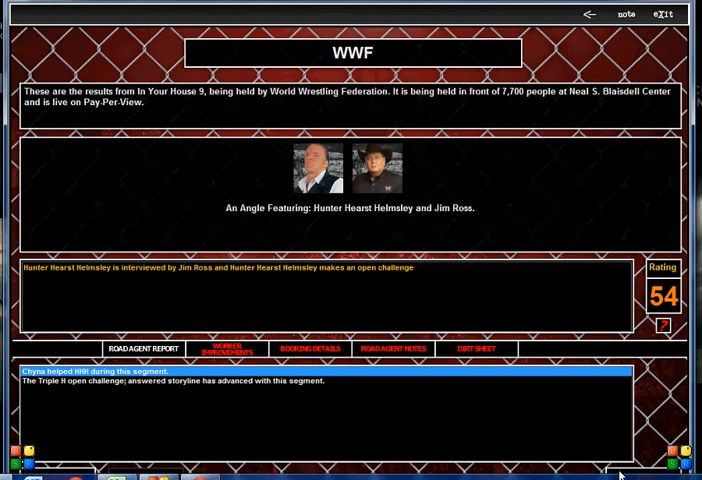 note
eXit
WWF
These are the results from In Your House 9, being held by World Wrestling Federation. It is being held in front of 7,700 people at Neal S. Blaisdell Center
and is live on Pay-Per-View.
An Angle Featuring: Hunter Hearst Helmsley and Jim Ross.
Hunter Hearst Helmsley is interviewed by Jim Ross and Hunter Hearst Helmsley makes an open challenge
Rating
54
?
ROAD AGENT REPORT
WORKER
IMPROVEMENTS
BOOKING DETAILS
ROAD AGENT NOTES
DIRT SHEET
Chyna helped HHH during this segment.
The Triple H open challenge; answered storyline has advanced with this segment.